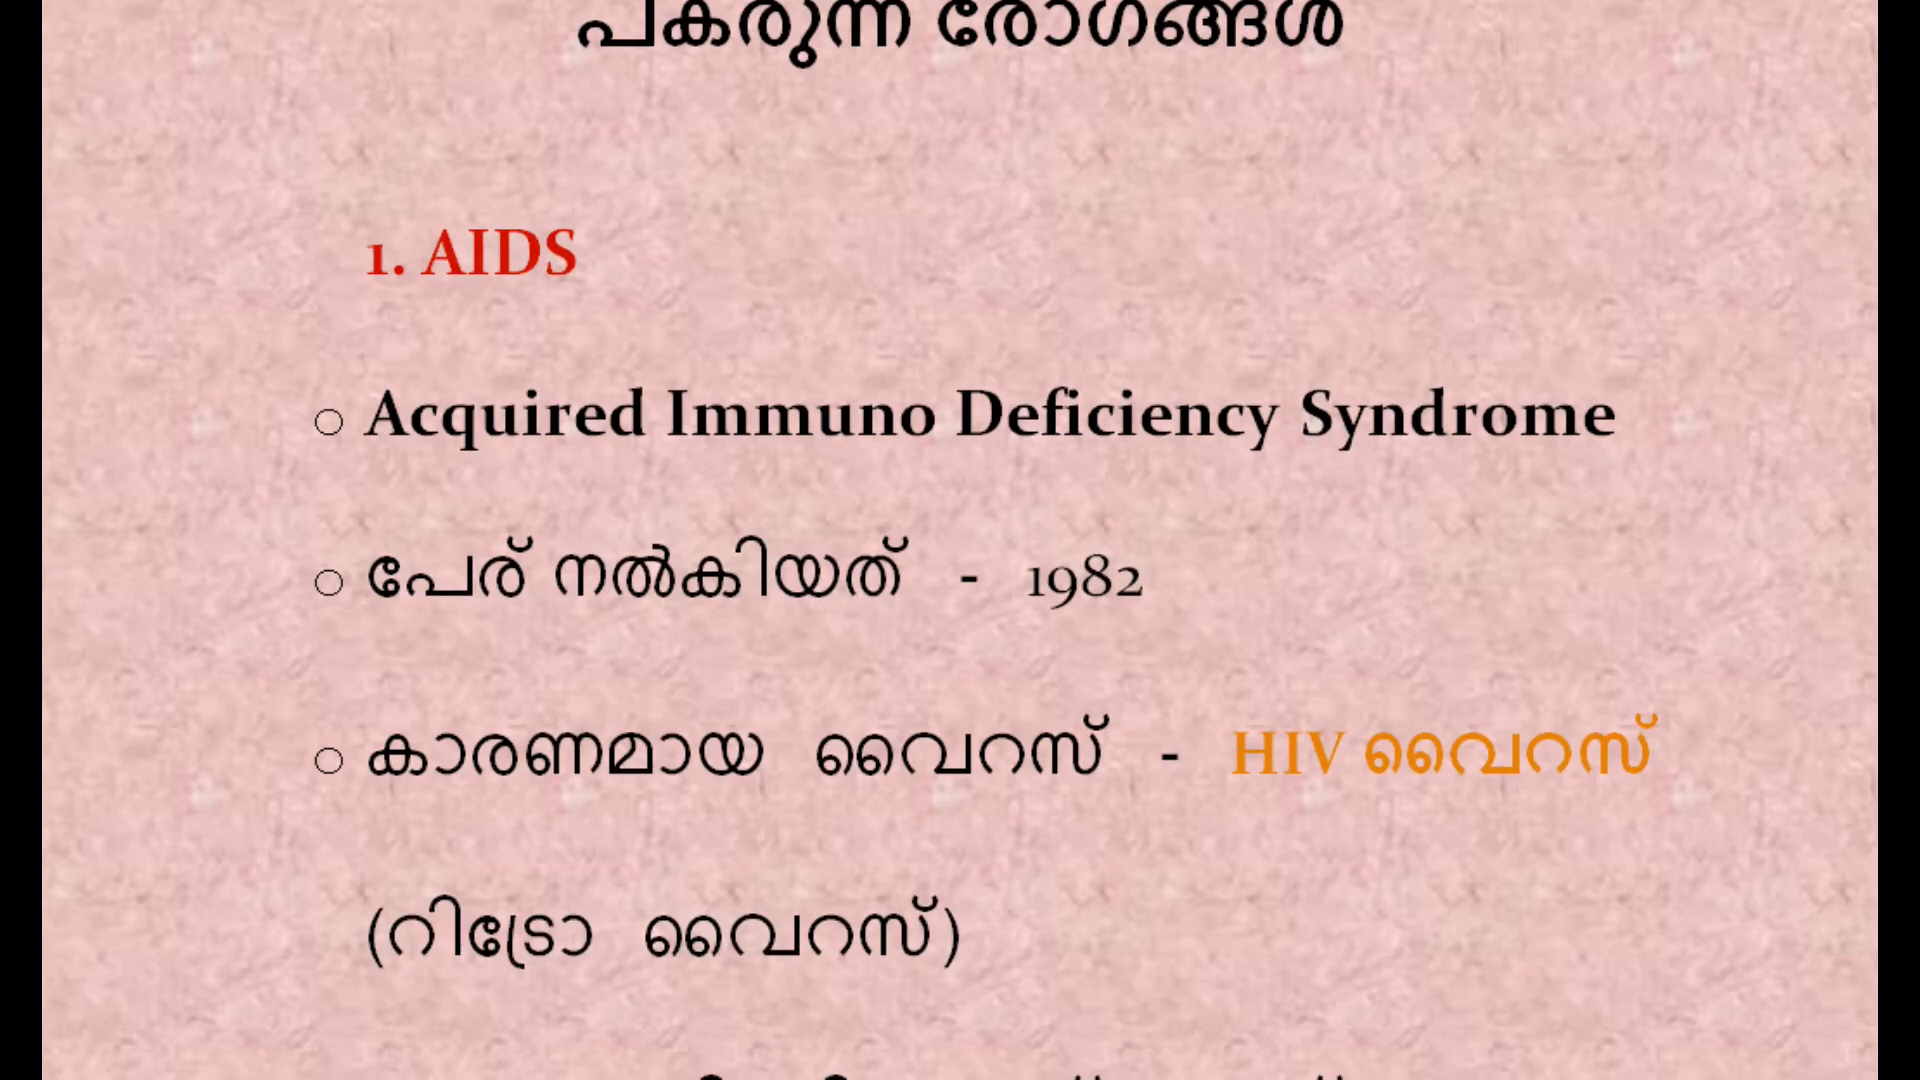 പകരുന്ന രോഗങ്ങൾ
1. AIDS
○ Acquired Immuno Deficiency Syndrome
○ പേര് നൽകിയത് - 1982
○ കാരണമായ വൈറസ് - HIV വൈറസ്
(റിട്രോ വൈറസ്)